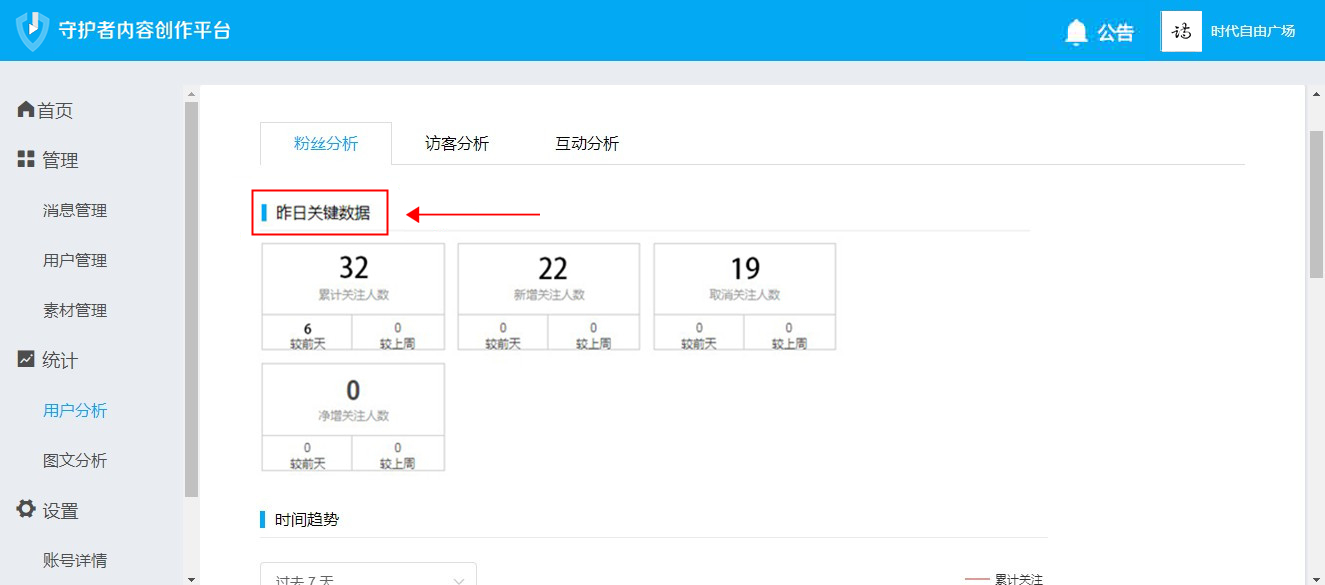 守护者内容创作平台
公告
时代自由广场
首页
管理
消息管理
用户管理
素材管理
统计
用户分析
图文分析
设置
账号详情
粉丝分析 访客分析 互动分析
昨日关键数据
32 22 19
累计关注人数 新增关注人数 取消关注人数
6 0 0 0 0 0
较前天 较上周 较前天 较上周 较前天 较上周
0
净增关注人数
0 0
较前天 较上周
时间趋势
过去 7 天
累计关注